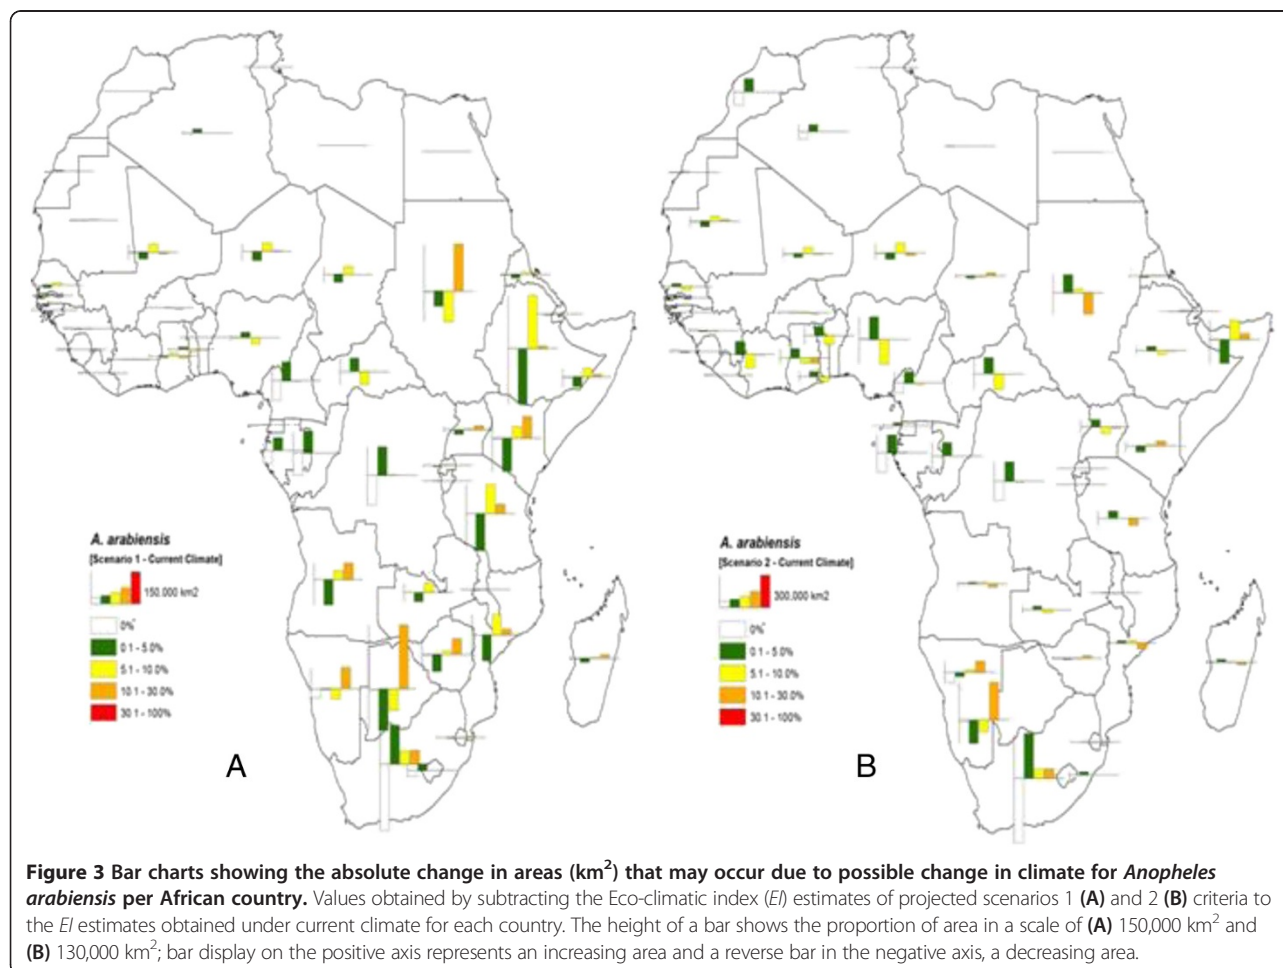 A. arabiensis
[Scenario 1 - Current Climate]
150.000 km2
0%*
0.1 - 5.0%
5.1 - 10.0%
10.1 - 30.0%
30.1 - 100%
A
A. arabiensis
[Scenario 2 - Current Climate]
300.000 km2
0%*
0.1 - 5.0%
5.1 - 10.0%
10.1 - 30.0%
30.1 - 100%
B
Figure 3 Bar charts showing the absolute change in areas (km²) that may occur due to possible change in climate for Anopheles
arabiensis per African country. Values obtained by subtracting the Eco-climatic index (EI) estimates of projected scenarios 1 (A) and 2 (B) criteria to
the EI estimates obtained under current climate for each country. The height of a bar shows the proportion of area in a scale of (A) 150,000 km² and
(B) 130,000 km²; bar display on the positive axis represents an increasing area and a reverse bar in the negative axis, a decreasing area.